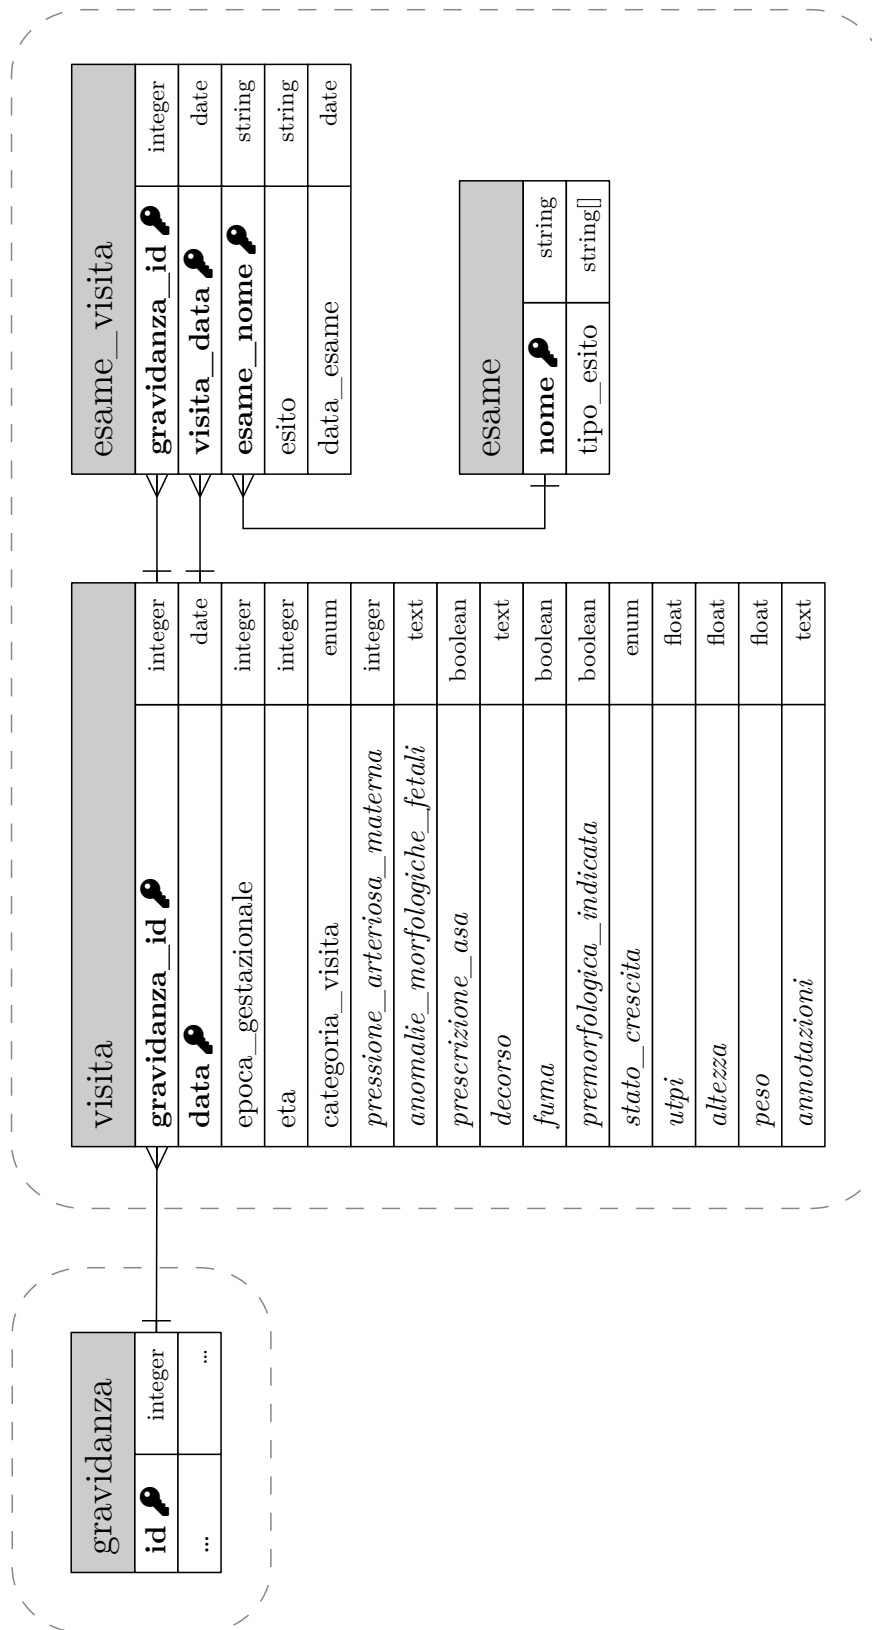 gravidanza
id integer
... ...
visita
gravidanza_id integer
data date
epoca_gestazionale integer
eta integer
categoria_visita enum
pressione_arteriosa_materna integer
anomalie_morfologiche_fetali text
prescrizione_asa boolean
decorso text
fuma boolean
premorfologica_indicata boolean
stato_crescita enum
utpi float
altezza float
peso float
annotazioni text
esame_visita
gravidanza_id integer
visita_data date
esame_nome string
esito string
data_esame date
esame
nome string
tipo_esito string[]